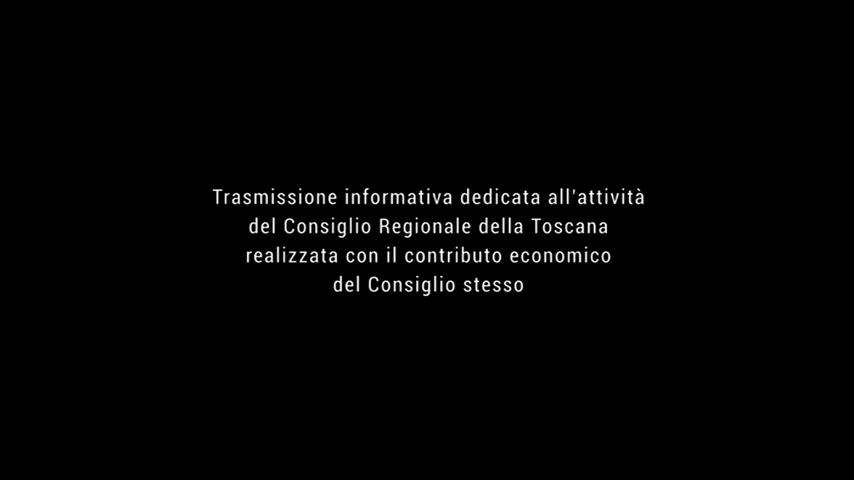 Trasmissione informativa dedicata all'attività
del Consiglio Regionale della Toscana
realizzata con il contributo economico
del Consiglio stesso